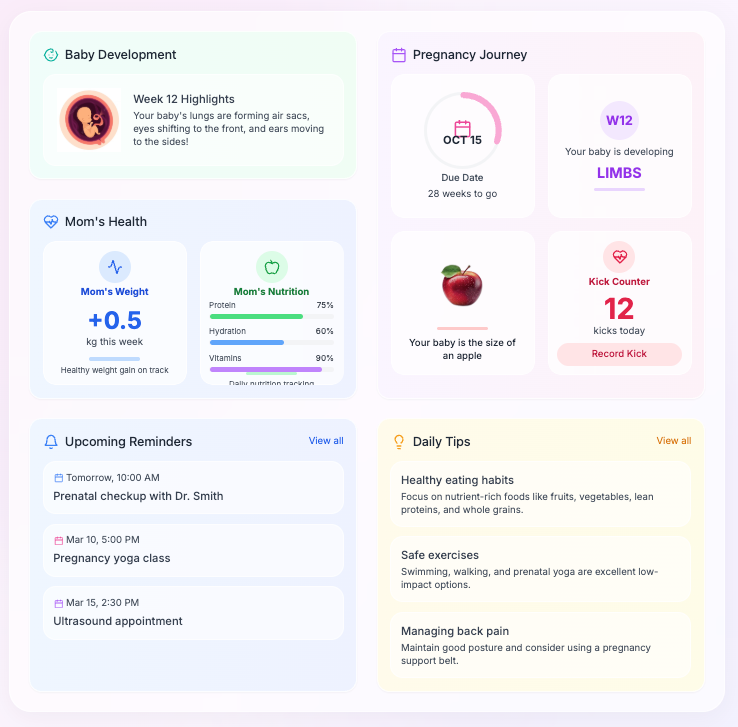 Baby Development
Week 12 Highlights
Your baby's lungs are forming air sacs,
eyes shifting to the front, and ears moving
to the sides!
Pregnancy Journey
OCT 15
Due Date
28 weeks to go
W12
Your baby is developing
LIMBS
Your baby is the size of
an apple
Kick Counter
12
kicks today
Record Kick
Mom's Health
Mom's Weight
+0.5
kg this week
Healthy weight gain on track
Mom's Nutrition
Protein 75%
Hydration 60%
Vitamins 90%
Daily nutrition tracking
Upcoming Reminders
View all
Tomorrow, 10:00 AM
Prenatal checkup with Dr. Smith
Mar 10, 5:00 PM
Pregnancy yoga class
Mar 15, 2:30 PM
Ultrasound appointment
Daily Tips
View all
Healthy eating habits
Focus on nutrient-rich foods like fruits, vegetables, lean
proteins, and whole grains.
Safe exercises
Swimming, walking, and prenatal yoga are excellent low-
impact options.
Managing back pain
Maintain good posture and consider using a pregnancy
support belt.